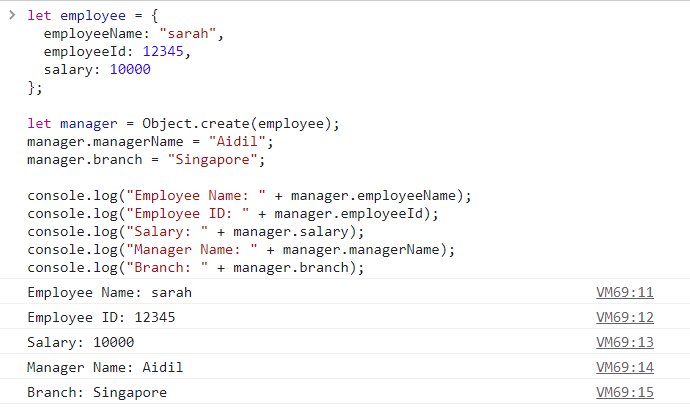 > let employee = {
  employeeName: "sarah",
  employeeId: 12345,
  salary: 10000
};

let manager = Object.create(employee);
manager.managerName = "Aidil";
manager.branch = "Singapore";

console.log("Employee Name: " + manager.employeeName);
console.log("Employee ID: " + manager.employeeId);
console.log("Salary: " + manager.salary);
console.log("Manager Name: " + manager.managerName);
console.log("Branch: " + manager.branch);
Employee Name: sarah VM69:11
Employee ID: 12345 VM69:12
Salary: 10000 VM69:13
Manager Name: Aidil VM69:14
Branch: Singapore VM69:15